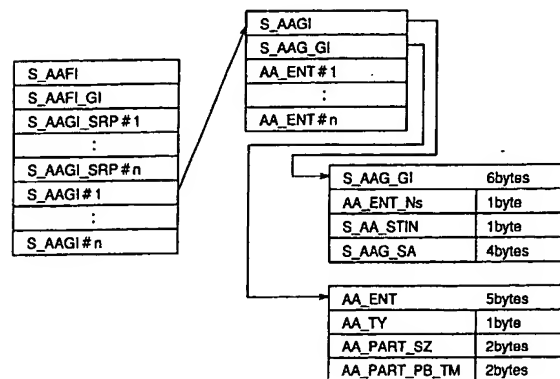 S_AAFI
S_AAFI_GI
S_AAGI_SRP#1
:
S_AAGI_SRP#n
S_AAGI#1
:
S_AAGI#n
S_AAGI
S_AAG_GI
AA_ENT#1
:
AA_ENT#n
S_AAG_GI 6bytes
AA_ENT_Ns 1byte
S_AA_STIN 1byte
S_AAG_SA 4bytes
AA_ENT 5bytes
AA_TY 1byte
AA_PART_SZ 2bytes
AA_PART_PB_TM 2bytes